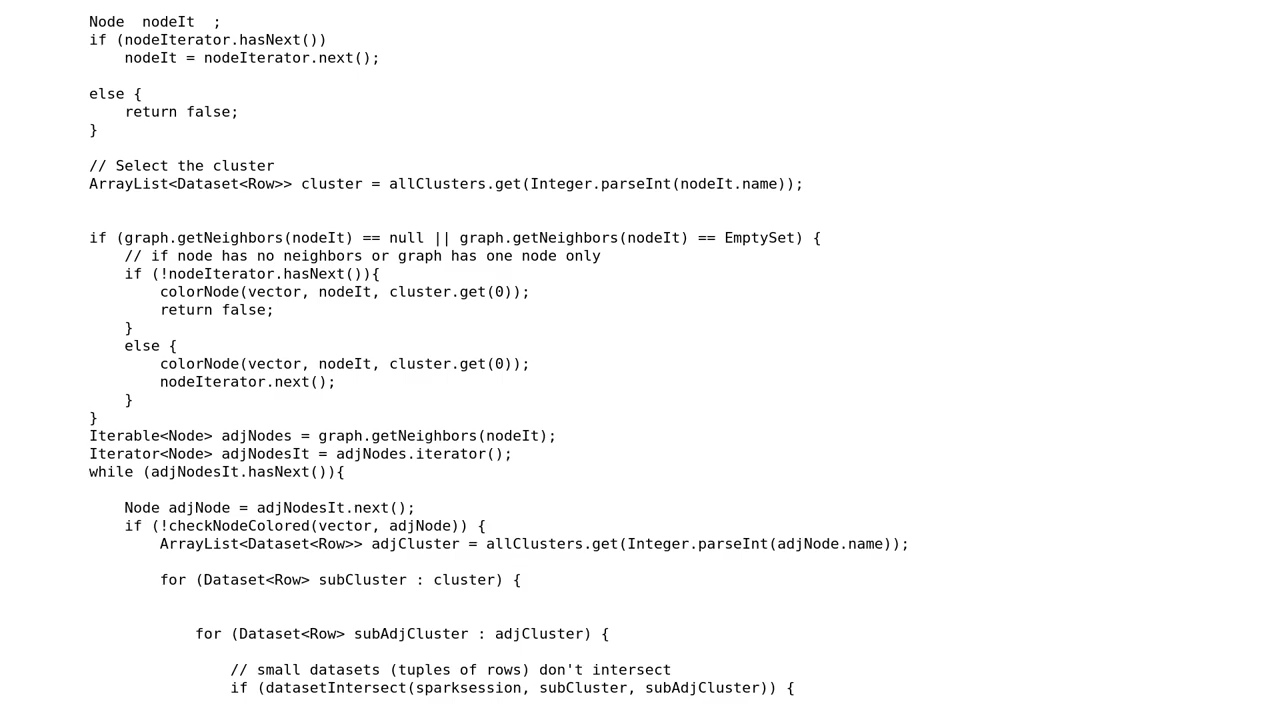 Node  nodeIt  ;
if (nodeIterator.hasNext())
    nodeIt = nodeIterator.next();

else {
    return false;
}

// Select the cluster
ArrayList<Dataset<Row>> cluster = allClusters.get(Integer.parseInt(nodeIt.name));


if (graph.getNeighbors(nodeIt) == null || graph.getNeighbors(nodeIt) == EmptySet) {
    // if node has no neighbors or graph has one node only
    if (!nodeIterator.hasNext()){
        colorNode(vector, nodeIt, cluster.get(0));
        return false;
    }
    else {
        colorNode(vector, nodeIt, cluster.get(0));
        nodeIterator.next();
    }
}
Iterable<Node> adjNodes = graph.getNeighbors(nodeIt);
Iterator<Node> adjNodesIt = adjNodes.iterator();
while (adjNodesIt.hasNext()){

    Node adjNode = adjNodesIt.next();
    if (!checkNodeColored(vector, adjNode)) {
        ArrayList<Dataset<Row>> adjCluster = allClusters.get(Integer.parseInt(adjNode.name));

        for (Dataset<Row> subCluster : cluster) {


            for (Dataset<Row> subAdjCluster : adjCluster) {

                // small datasets (tuples of rows) don't intersect
                if (datasetIntersect(sparksession, subCluster, subAdjCluster)) {